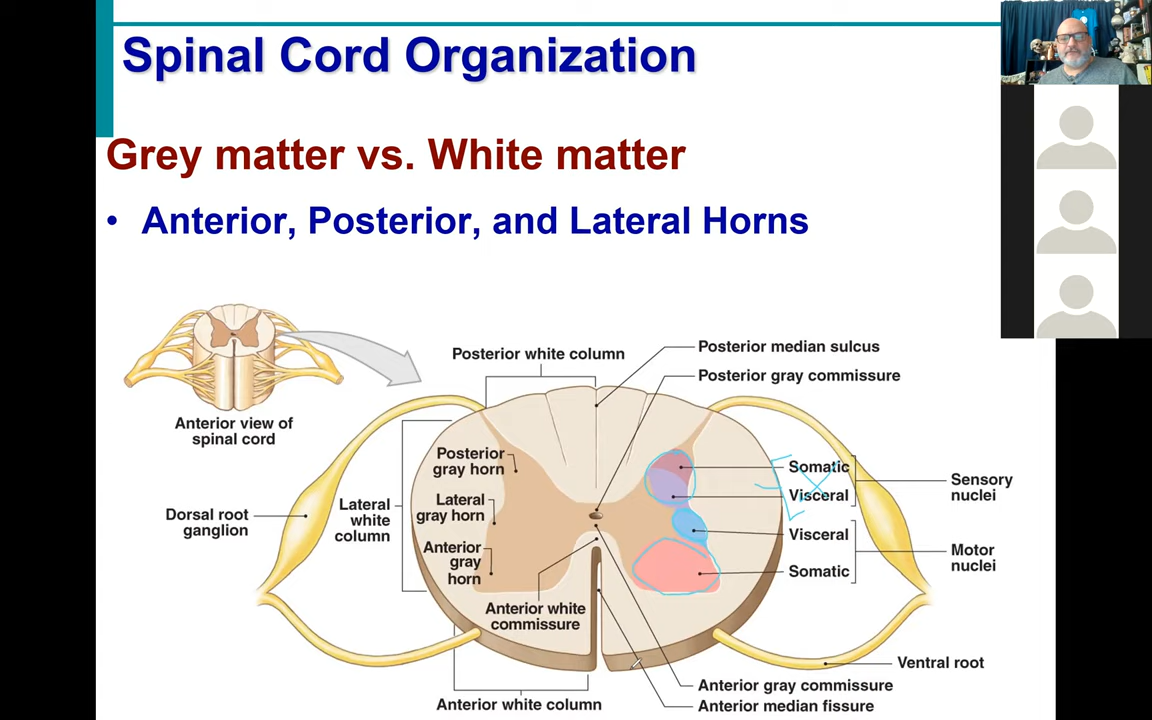 Spinal Cord Organization
Grey matter vs. White matter
• Anterior, Posterior, and Lateral Horns
Anterior view of
spinal cord
Posterior white column
Posterior median sulcus
Posterior gray commissure
Posterior
gray horn
Lateral
gray horn
Anterior
gray
horn
Lateral
white
column
Dorsal root
ganglion
Somatic
Visceral
Sensory
nuclei
Visceral
Somatic
Motor
nuclei
Anterior white
commissure
Ventral root
Anterior gray commissure
Anterior median fissure
Anterior white column